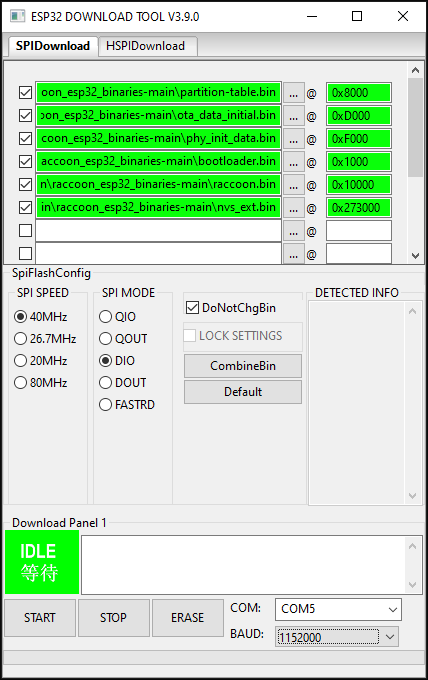 ESP32 DOWNLOAD TOOL V3.9.0
SPIDownload HSPIDownload
oon_esp32_binaries-main\partition-table.bin ... @ 0x8000
oon_esp32_binaries-main\ota_data_initial.bin ... @ 0xD000
coon_esp32_binaries-main\phy_init_data.bin ... @ 0xF000
accoon_esp32_binaries-main\bootloader.bin ... @ 0x1000
n\raccoon_esp32_binaries-main\raccoon.bin ... @ 0x10000
in\raccoon_esp32_binaries-main\nvs_ext.bin ... @ 0x273000
... @
... @
SpiFlashConfig
SPI SPEED
40MHz
26.7MHz
20MHz
80MHz
SPI MODE
QIO
QOUT
DIO
DOUT
FASTRD
DoNotChgBin
LOCK SETTINGS
CombineBin
Default
DETECTED INFO
Download Panel 1
IDLE
等待
START STOP ERASE
COM: COM5
BAUD: 1152000